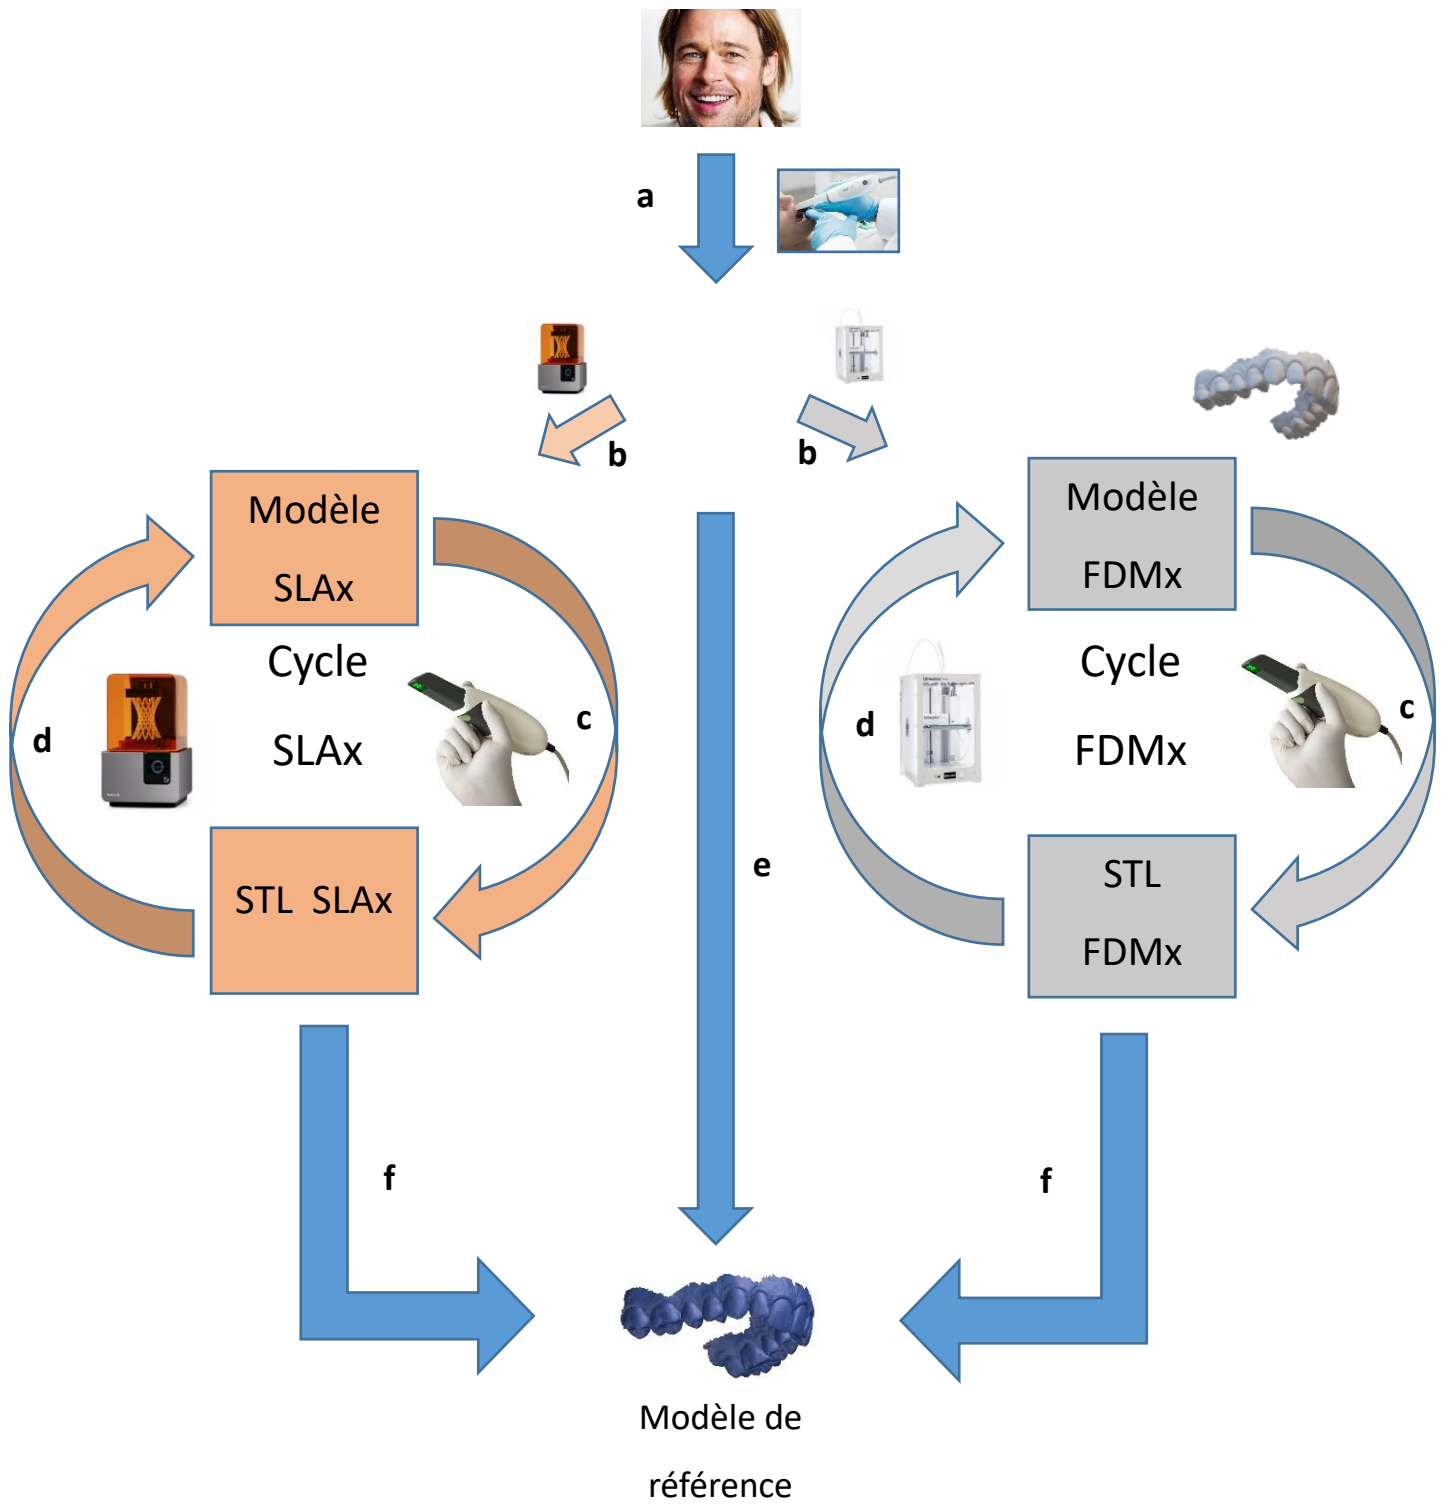 a
b
b
Modèle
SLAx
Modèle
FDMx
Cycle
SLAx
d
c
Cycle
FDMx
d
c
STL SLAx
e
STL
FDMx
f
f
Modèle de
référence